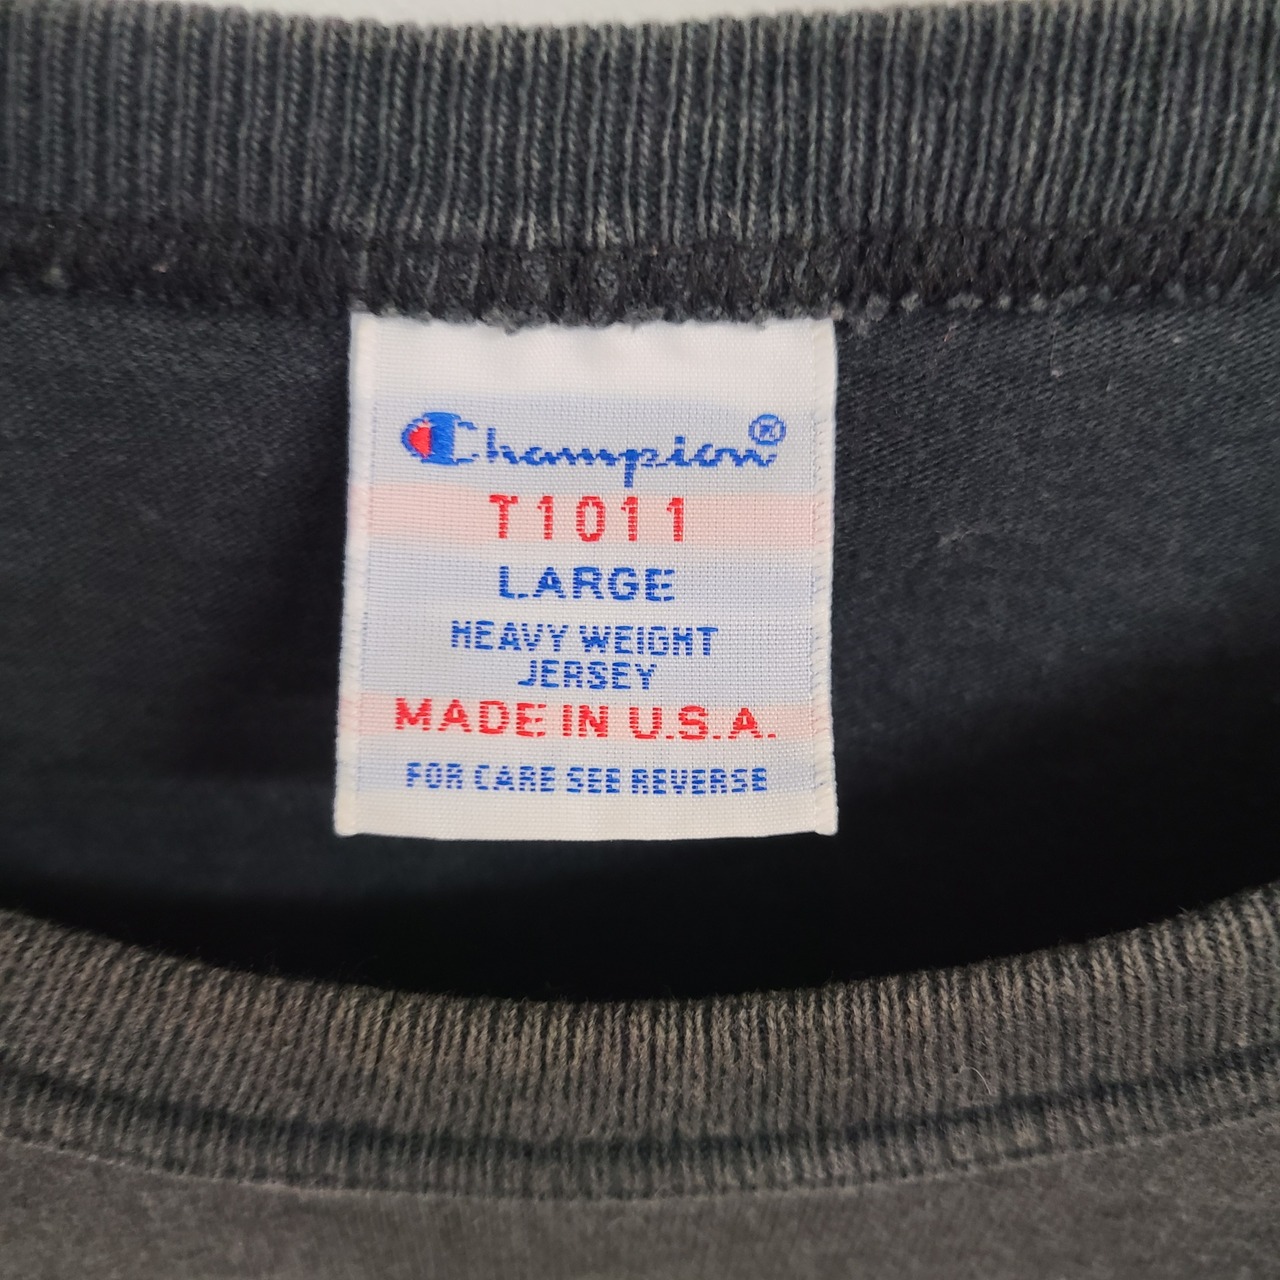 Champion®
T1011
LARGE
HEAVY WEIGHT
JERSEY
MADE IN U.S.A.
FOR CARE SEE REVERSE